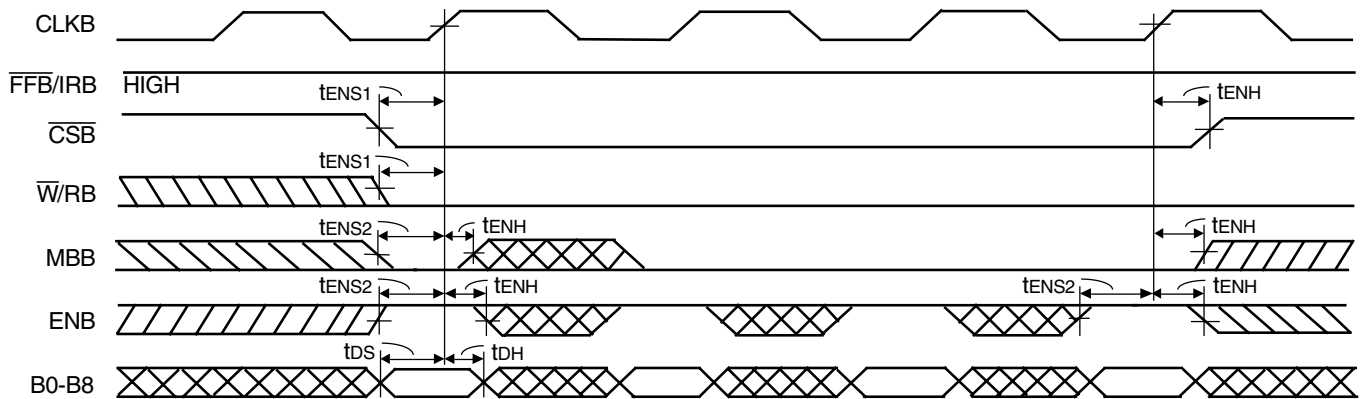 CLKB
FFB/IRB HIGH
tENS1 tENH
CSB
tENS1
W/RB
tENS2 tENH tENH
MBB
tENS2 tENH tENS2 tENH
ENB
tDS tDH
B0-B8